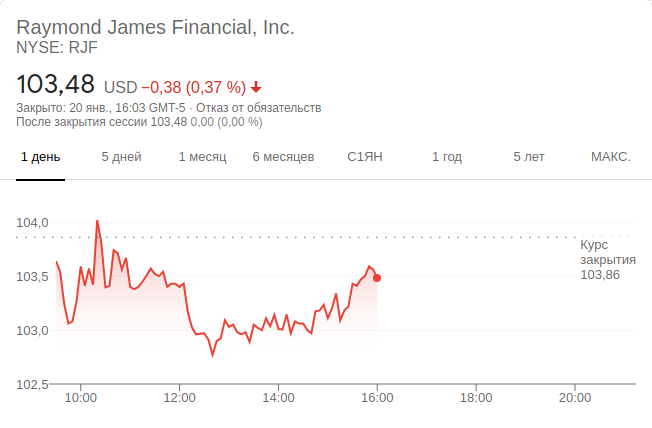 Raymond James Financial, Inc.
NYSE: RJF
103,48 USD −0,38 (0,37 %)
Закрыто: 20 янв., 16:03 GMT-5 · Отказ от обязательств
После закрытия сессии 103,48 0,00 (0,00 %)
1 день 5 дней 1 месяц 6 месяцев С1ЯН 1 год 5 лет МАКС.
104,0
Курс
закрытия
103,86
103,5
103,0
102,5
10:00 12:00 14:00 16:00 18:00 20:00